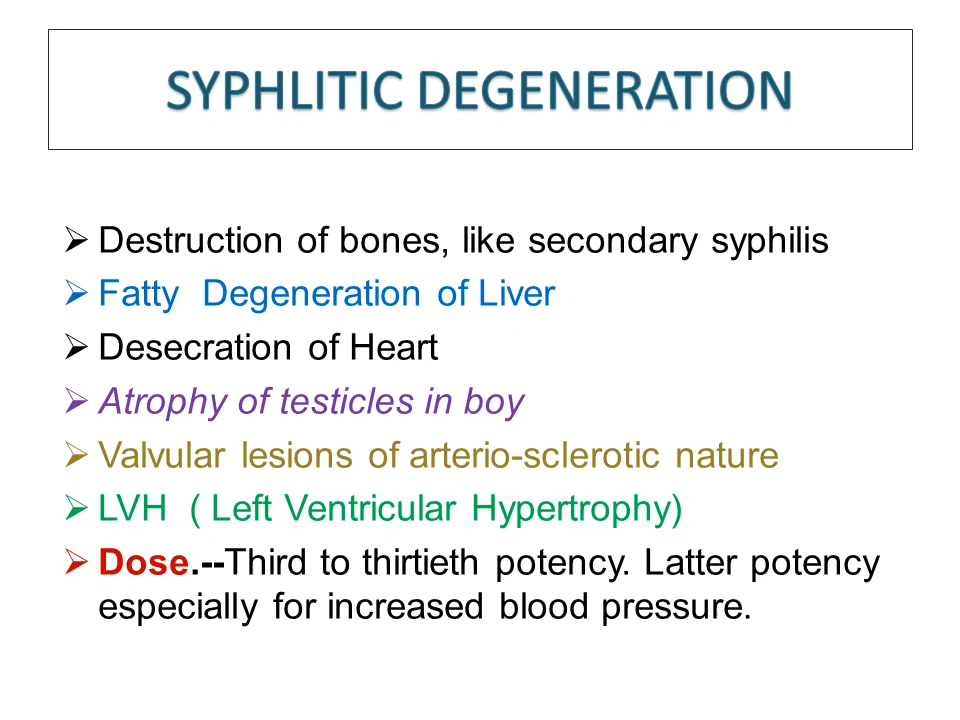 SYPHLITIC DEGENERATION
➢ Destruction of bones, like secondary syphilis
➢ Fatty  Degeneration of Liver
➢ Desecration of Heart
➢ Atrophy of testicles in boy
➢ Valvular lesions of arterio-sclerotic nature
➢ LVH  ( Left Ventricular Hypertrophy)
➢ Dose.--Third to thirtieth potency. Latter potency
especially for increased blood pressure.